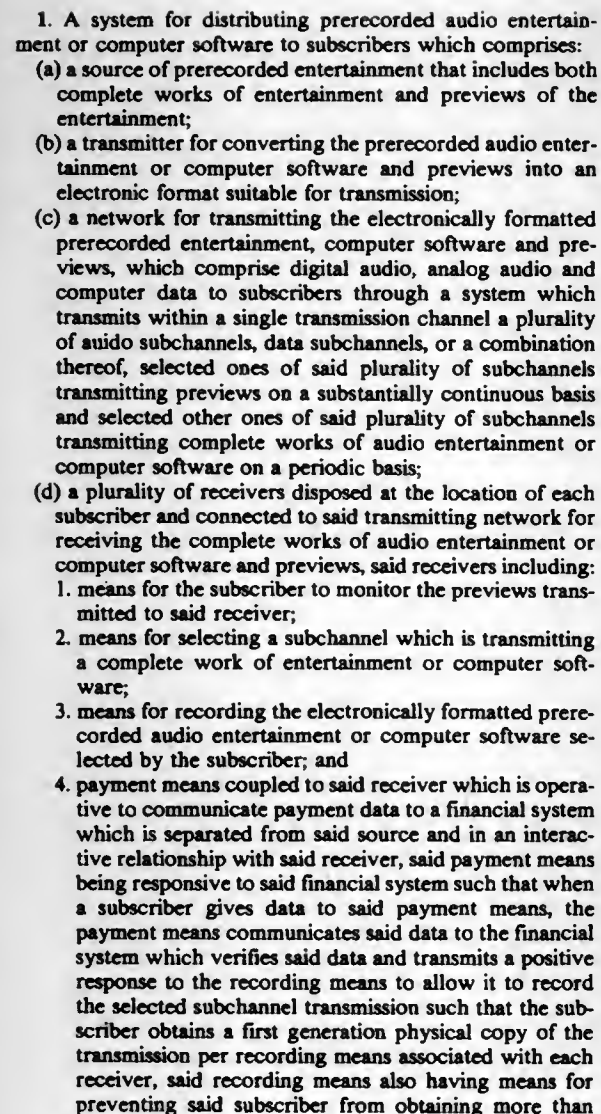 1. A system for distributing prerecorded audio entertain-
ment or computer software to subscribers which comprises:
(a) a source of prerecorded entertainment that includes both
complete works of entertainment and previews of the
entertainment;
(b) a transmitter for converting the prerecorded audio enter-
tainment or computer software and previews into an
electronic format suitable for transmission;
(c) a network for transmitting the electronically formatted
prerecorded entertainment, computer software and pre-
views, which comprise digital audio, analog audio and
computer data to subscribers through a system which
transmits within a single transmission channel a plurality
of auido subchannels, data subchannels, or a combination
thereof, selected ones of said plurality of subchannels
transmitting previews on a substantially continuous basis
and selected other ones of said plurality of subchannels
transmitting complete works of audio entertainment or
computer software on a periodic basis;
(d) a plurality of receivers disposed at the location of each
subscriber and connected to said transmitting network for
receiving the complete works of audio entertainment or
computer software and previews, said receivers including:
1. means for the subscriber to monitor the previews trans-
mitted to said receiver;
2. means for selecting a subchannel which is transmitting
a complete work of entertainment or computer soft-
ware;
3. means for recording the electronically formatted prere-
corded audio entertainment or computer software se-
lected by the subscriber; and
4. payment means coupled to said receiver which is opera-
tive to communicate payment data to a financial system
which is separated from said source and in an interac-
tive relationship with said receiver, said payment means
being responsive to said financial system such that when
a subscriber gives data to said payment means, the
payment means communicates said data to the financial
system which verifies said data and transmits a positive
response to the recording means to allow it to record
the selected subchannel transmission such that the sub-
scriber obtains a first generation physical copy of the
transmission per recording means associated with each
receiver, said recording means also having means for
preventing said subscriber from obtaining more than